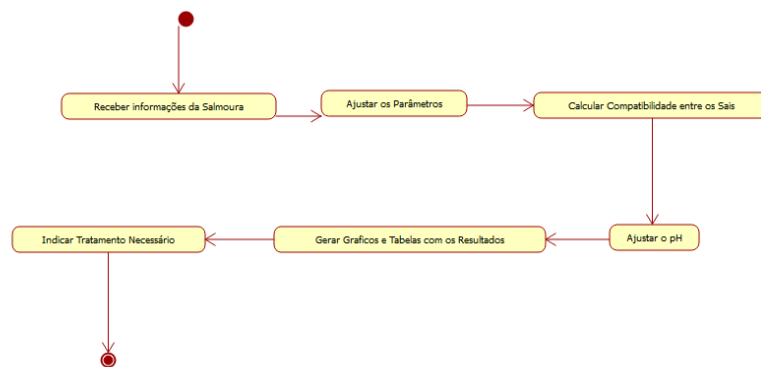 Receber informações da Salmoura
Ajustar os Parâmetros
Calcular Compatibilidade entre os Sais
Ajustar o pH
Gerar Graficos e Tabelas com os Resultados
Indicar Tratamento Necessário